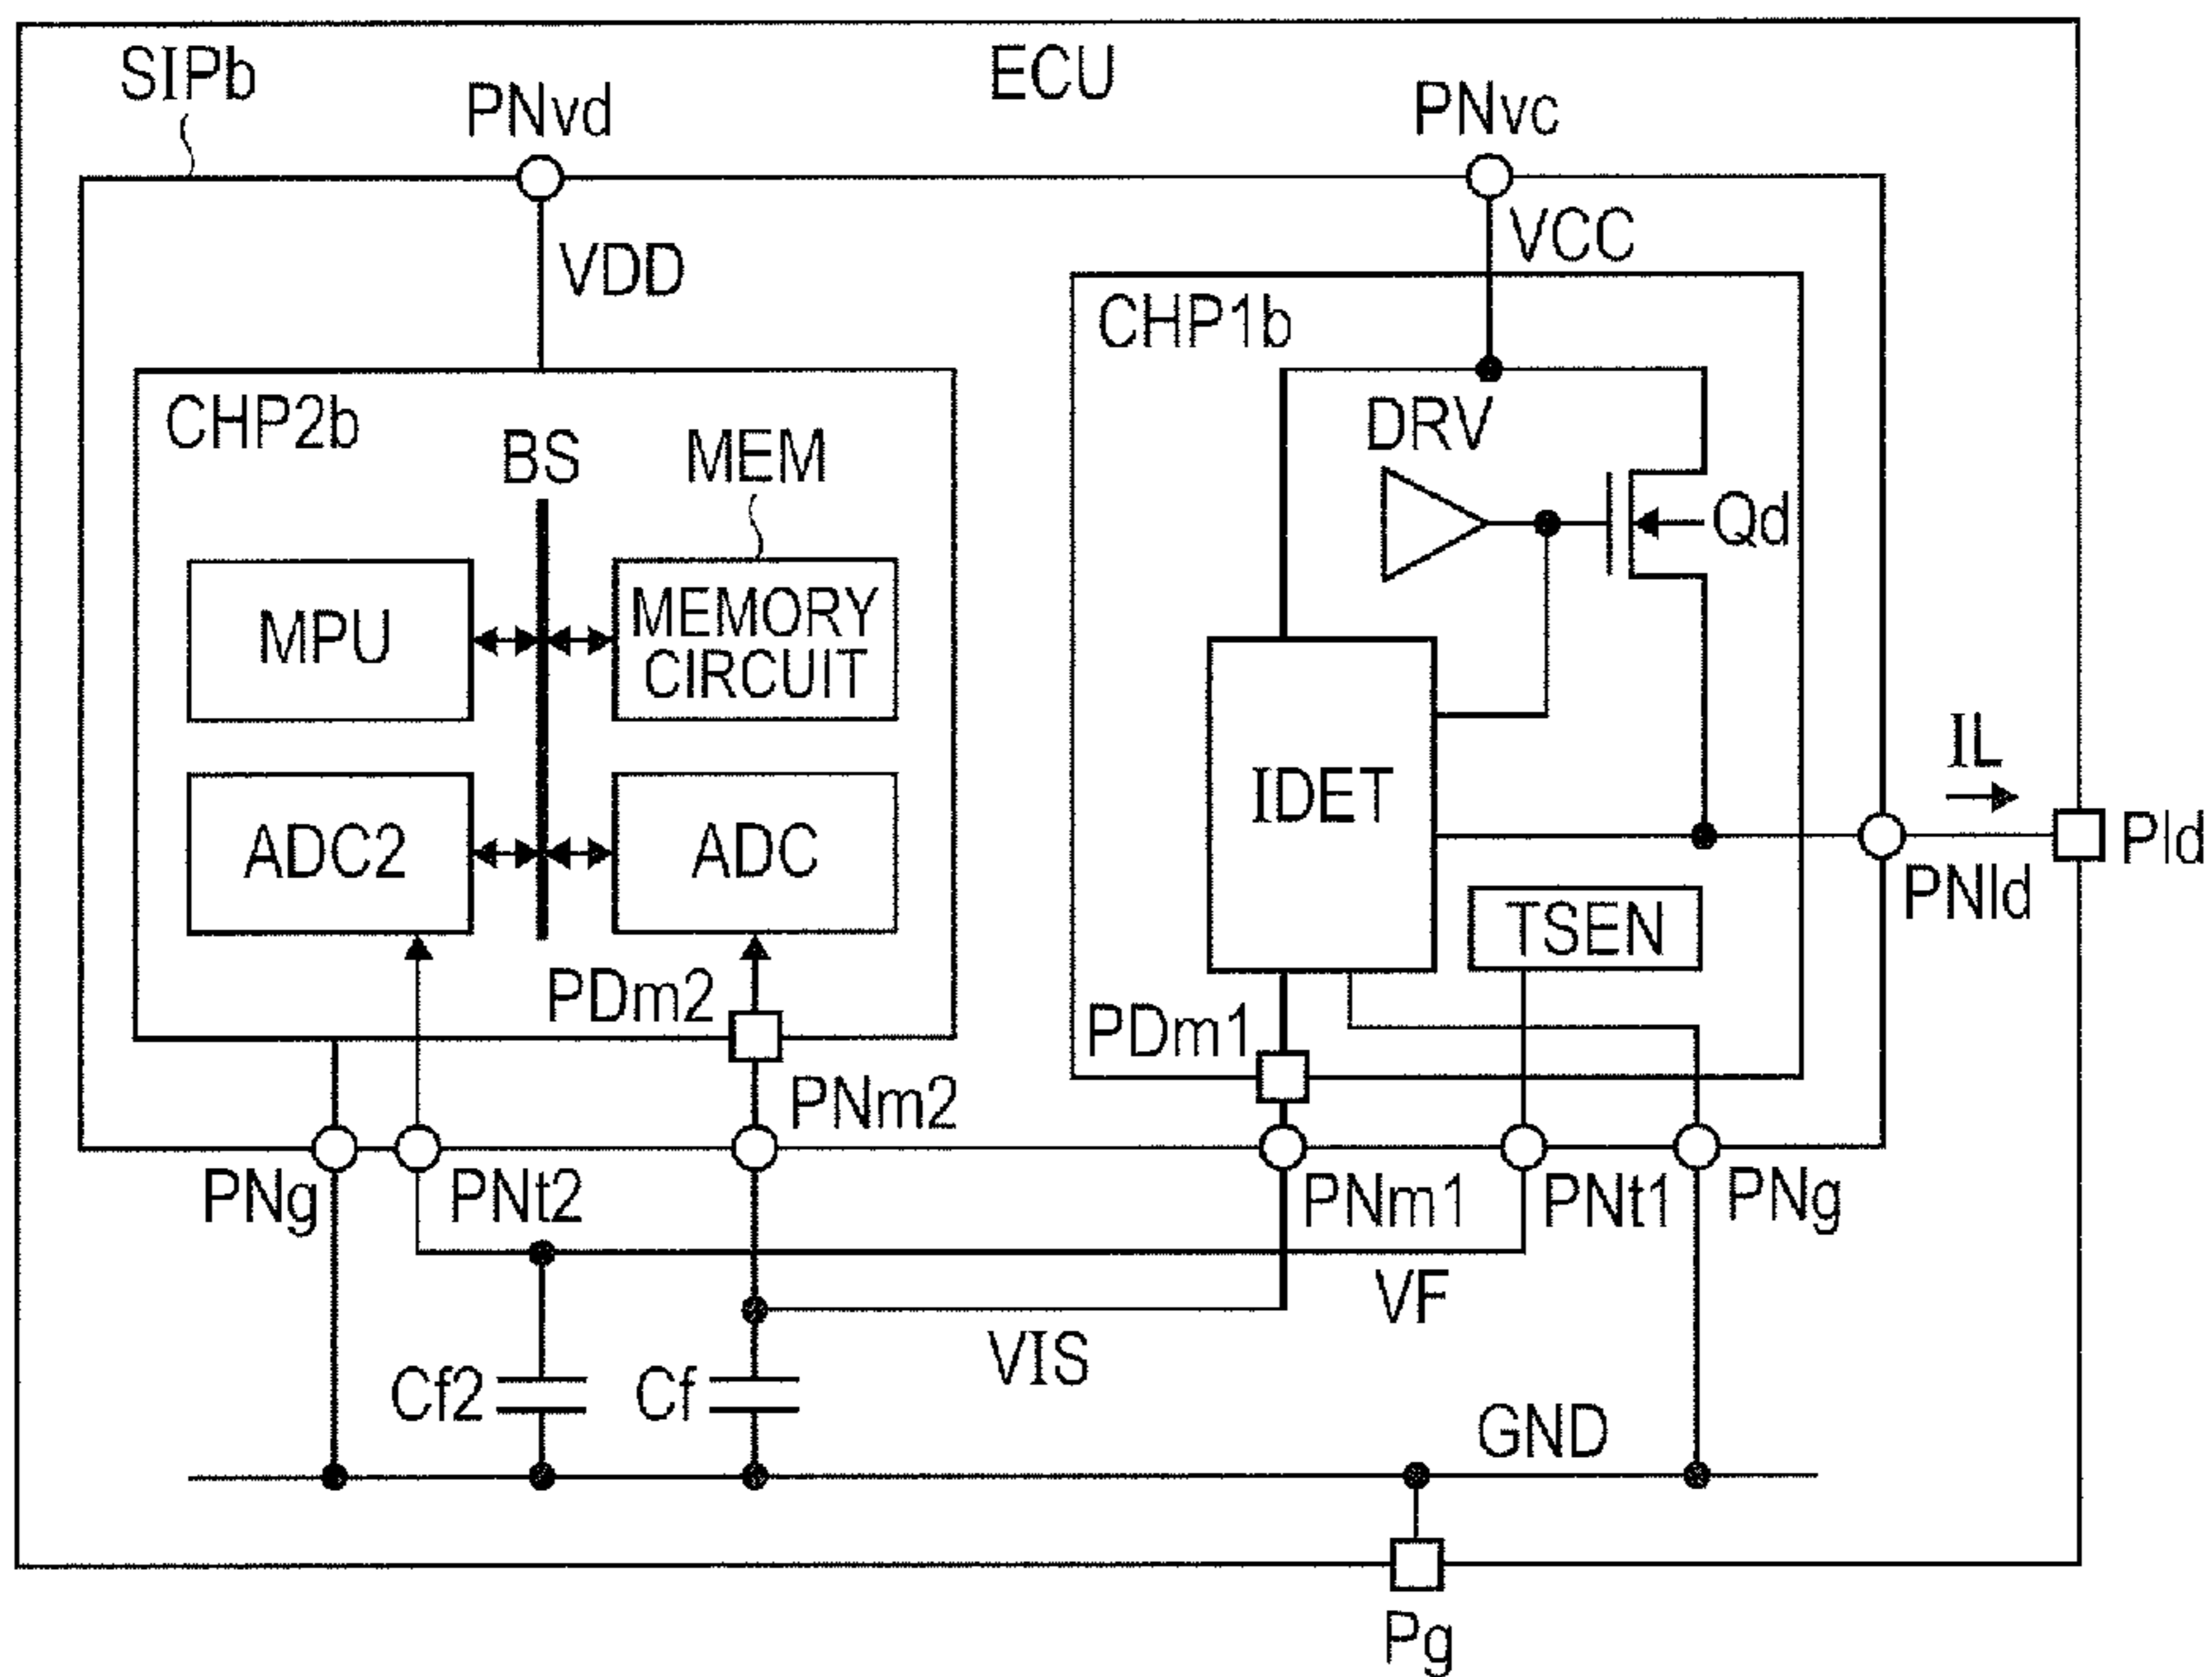 SIPb
ECU
PNvd
PNvc
VDD
VCC
CHP2b
CHP1b
BS
MEM
DRV
Qd
MPU
MEMORY
CIRCUIT
IDET
IL
ADC2
ADC
Pld
PNld
TSEN
PDm2
PDm1
PNm2
PNg
PNt2
PNm1
PNt1
PNg
VF
VIS
Cf2
Cf
GND
Pg